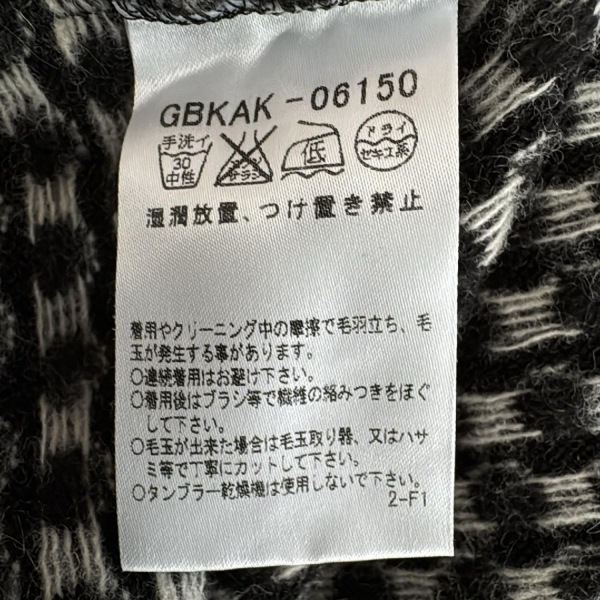 GBKAK-06150
手洗イ 30 中性 エンソサラシ 低 ドライ セキユ系
湿潤放置、つけ置き禁止
着用やクリーニング中の摩擦で毛羽立ち、毛
玉が発生する事があります。
○連続着用はお避け下さい。
○着用後はブラシ等で繊維の絡みつきをほぐ
して下さい。
○毛玉が出来た場合は毛玉取り器、又はハサ
ミ等で丁寧にカットして下さい。
○タンブラー乾燥機は使用しないで下さい。
2-F1